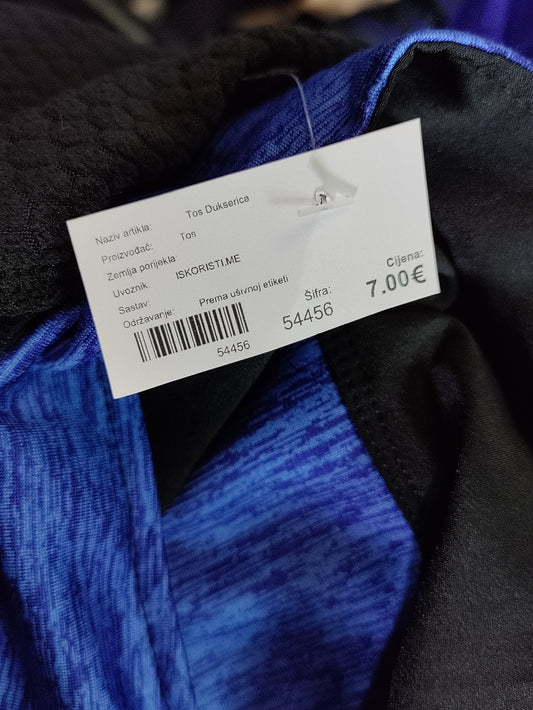 Naziv artikla: Tos Dukserica
Proizvođač: Tos
Zemlja porijekla:
Uvoznik: ISKORISTI.ME
Sastav:
Održavanje: Prema ušivnoj etiketi
Šifra: Cijena:
54456 7.00€
54456